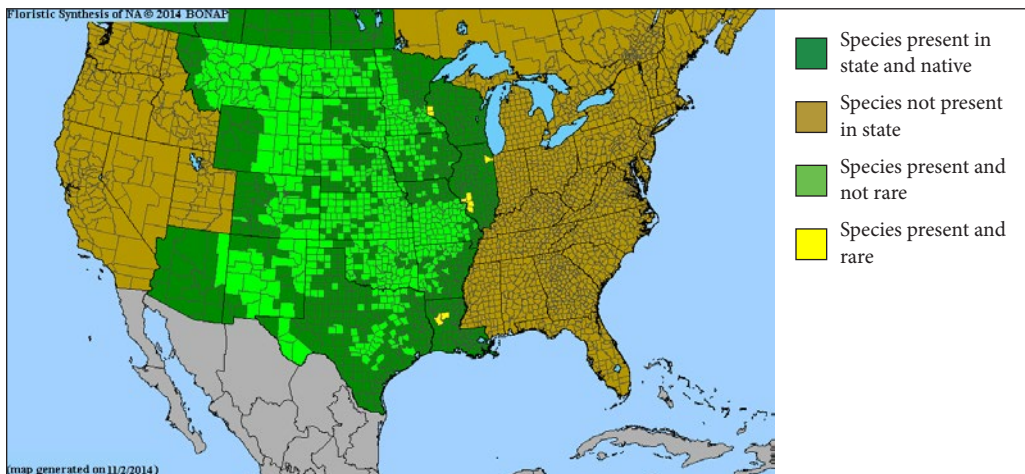 Floristic Synthesis of NA © 2014 BONAP
Species present in
state and native
Species not present
in state
Species present and
not rare
Species present and
rare
(map generated on 11/2/2014)